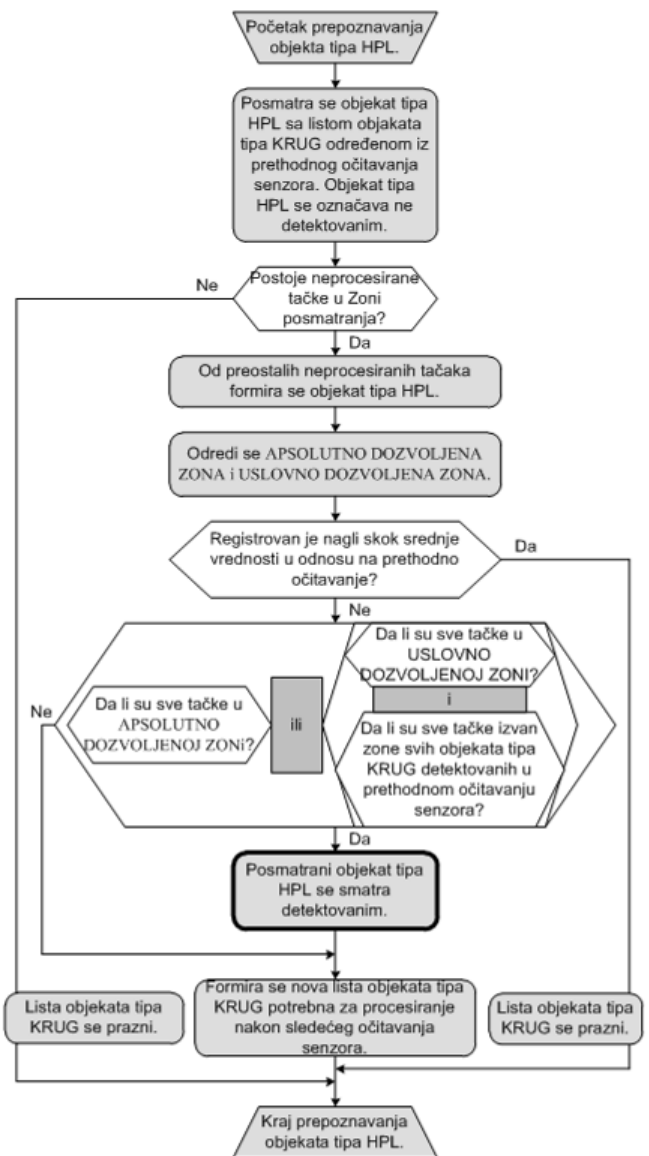 Početak prepoznavanja
objekta tipa HPL.
Posmatra se objekat tipa
HPL sa listom objakata
tipa KRUG određenom iz
prethodnog očitavanja
senzora. Objekat tipa
HPL se označava ne
detektovanim.
Ne
Postoje neprocesirane
tačke u Zoni
posmatranja?
Da
Od preostalih neprocesiranih tačaka
formira se objekat tipa HPL.
Odredi se APSOLUTNO DOZVOLJENA
ZONA i USLOVNO DOZVOLJENA ZONA.
Registrovan je nagli skok srednje
vrednosti u odnosu na prethodno
očitavanje?
Da
Ne
Da li su sve tačke u
USLOVNO
DOZVOLJENOJ ZONI?
Ne
Da li su sve tačke u
APSOLUTNO
DOZVOLJENOJ ZONi?
ili
i
Da li su sve tačke izvan
zone svih objekata tipa
KRUG detektovanih u
prethodnom očitavanju
senzora?
Da
Posmatrani objekat tipa
HPL se smatra
detektovanim.
Lista objekata tipa
KRUG se prazni.
Formira se nova lista objekata tipa
KRUG potrebna za procesiranje
nakon sledećeg očitavanja
senzora.
Lista objekata tipa
KRUG se prazni.
Kraj prepoznavanja
objekata tipa HPL.